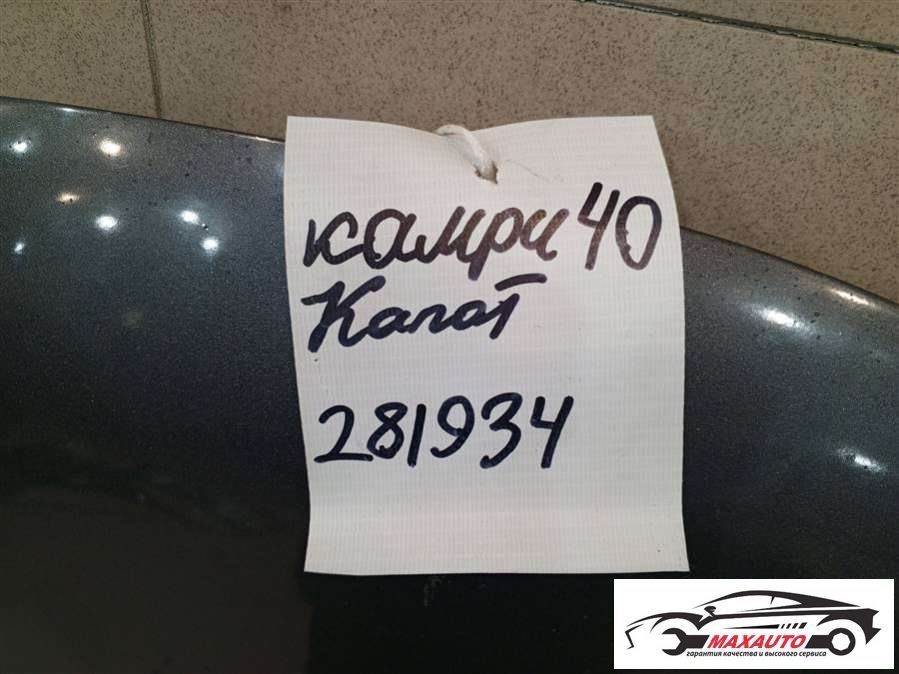 камри 40
Капот
281934
MAXAUTO
гарантия качества и высокого сервиса